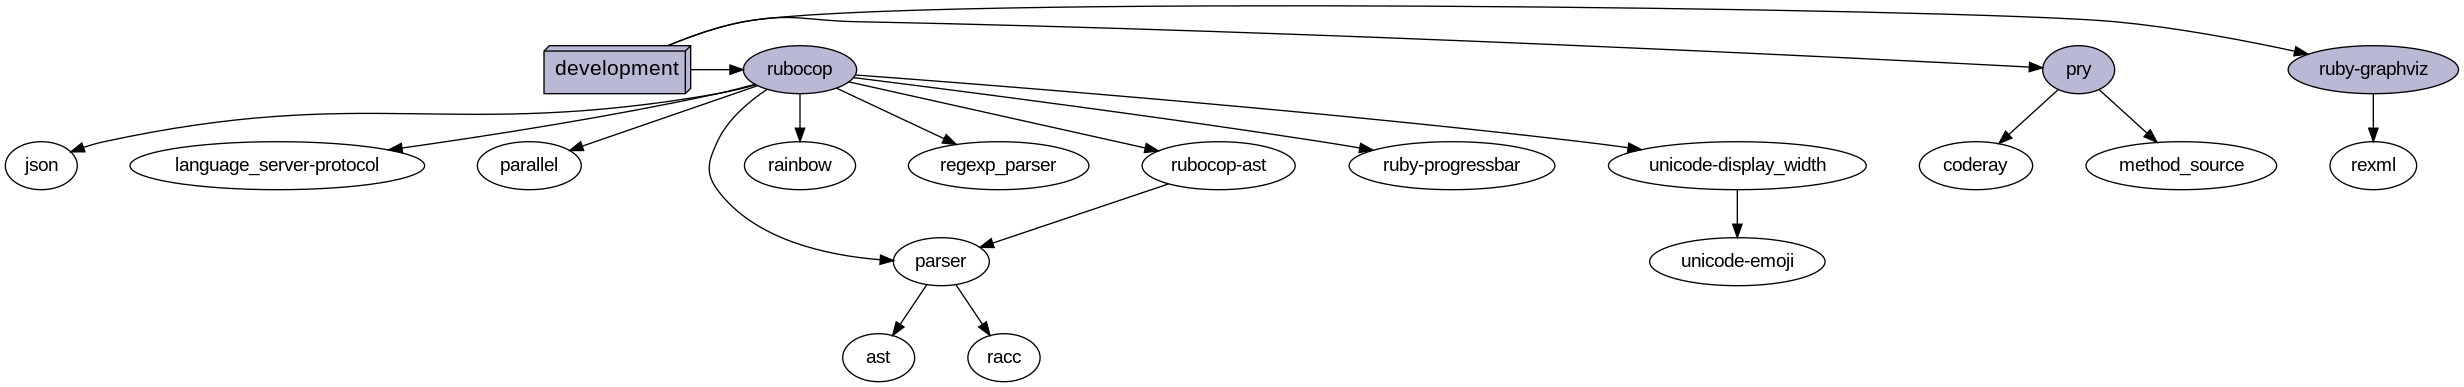 development
rubocop
pry
ruby-graphviz
json
language_server-protocol
parallel
rainbow
regexp_parser
rubocop-ast
ruby-progressbar
unicode-display_width
coderay
method_source
rexml
parser
unicode-emoji
ast
racc